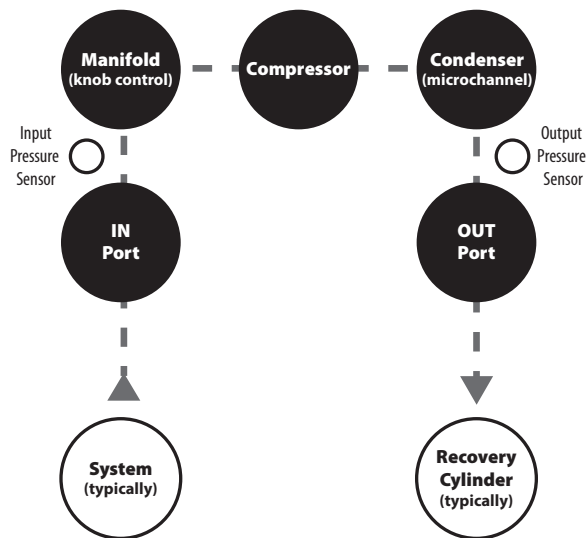 Manifold
(knob control)
Compressor
Condenser
(microchannel)
Input
Pressure
Sensor
Output
Pressure
Sensor
IN
Port
OUT
Port
System
(typically)
Recovery
Cylinder
(typically)